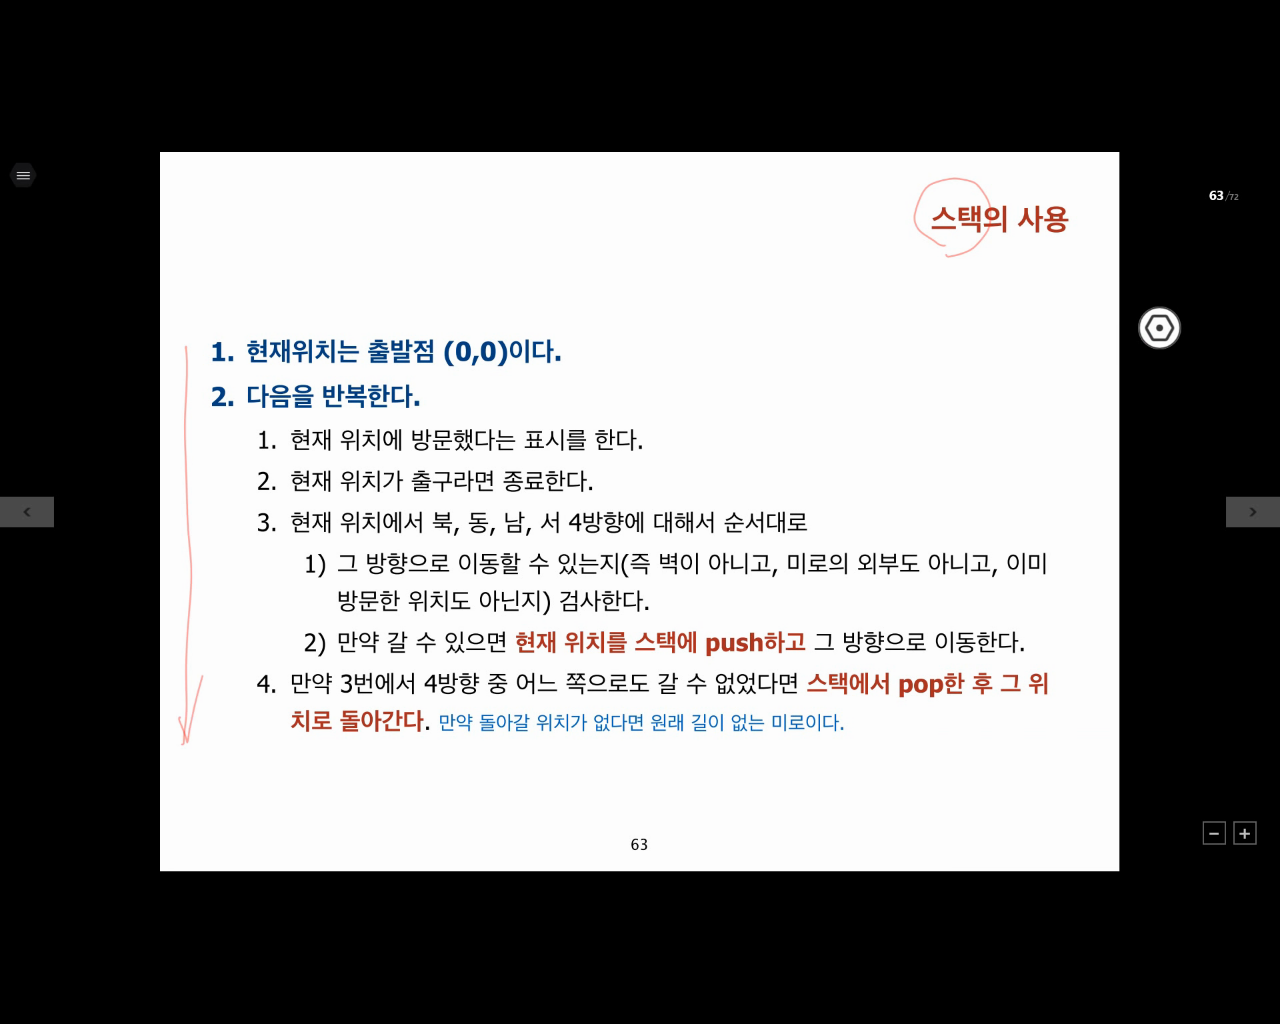 63/72
스택의 사용
1. 현재위치는 출발점 (0,0)이다.
2. 다음을 반복한다.
1. 현재 위치에 방문했다는 표시를 한다.
2. 현재 위치가 출구라면 종료한다.
3. 현재 위치에서 북, 동, 남, 서 4방향에 대해서 순서대로
1) 그 방향으로 이동할 수 있는지(즉 벽이 아니고, 미로의 외부도 아니고, 이미
방문한 위치도 아닌지) 검사한다.
2) 만약 갈 수 있으면 현재 위치를 스택에 push하고 그 방향으로 이동한다.
4. 만약 3번에서 4방향 중 어느 쪽으로도 갈 수 없었다면 스택에서 pop한 후 그 위
치로 돌아간다. 만약 돌아갈 위치가 없다면 원래 길이 없는 미로이다.
63